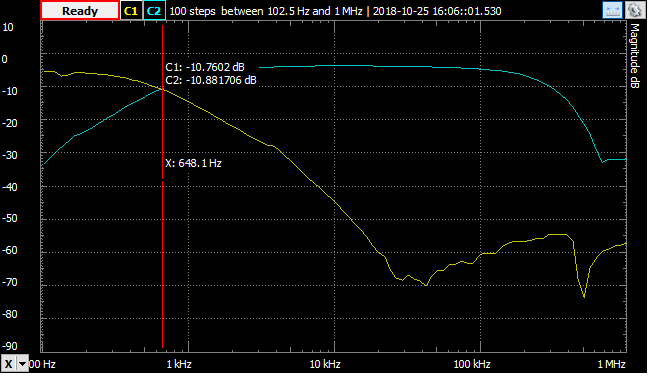 Ready C1 C2 100 steps between 102.5 Hz and 1 MHz | 2018-10-25 16:06::01.530
10
0
-10
-20
-30
-40
-50
-60
-70
-80
-90
C1: -10.7602 dB
C2: -10.881706 dB
X: 648.1 Hz
Magnitude dB
X 00 Hz 1 kHz 10 kHz 100 kHz 1 MHz